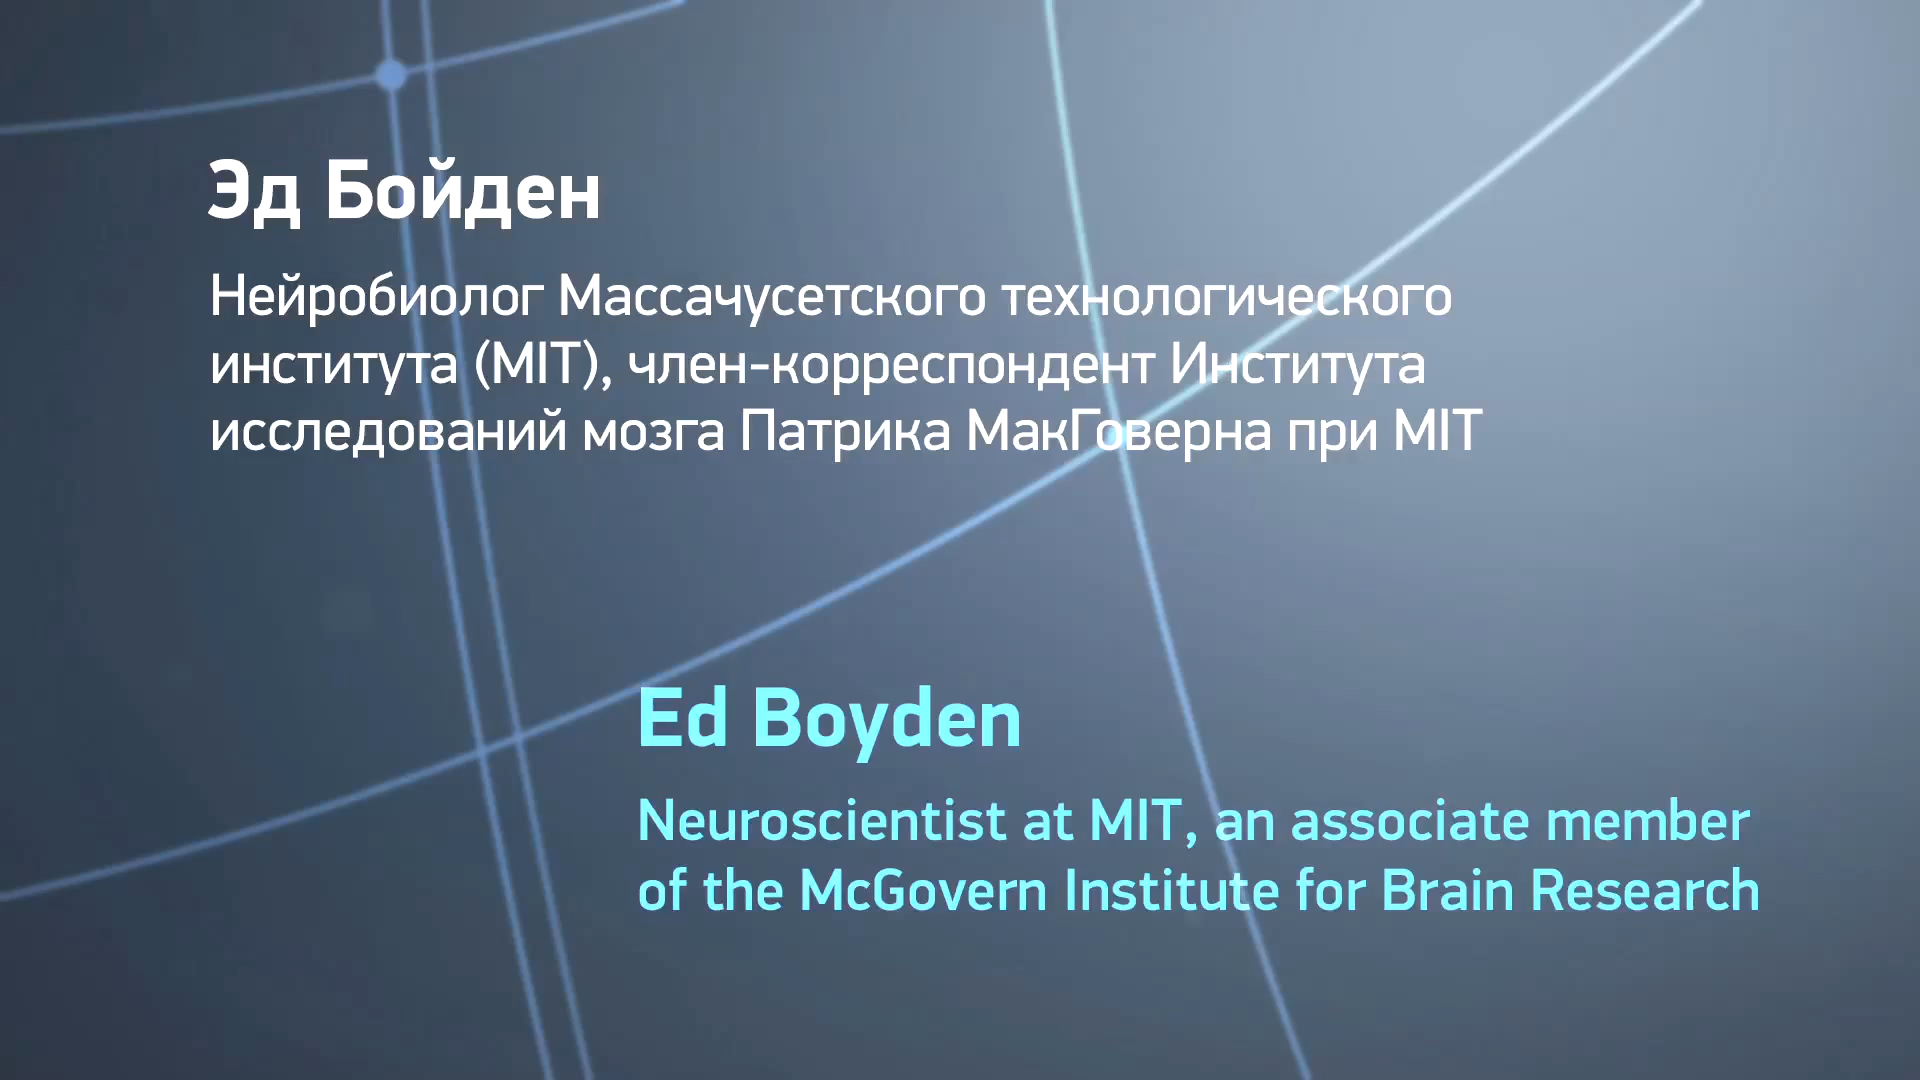 Эд Бойден
Нейробиолог Массачусетского технологического
института (MIT), член-корреспондент Института
исследований мозга Патрика МакГоверна при MIT
Ed Boyden
Neuroscientist at MIT, an associate member
of the McGovern Institute for Brain Research